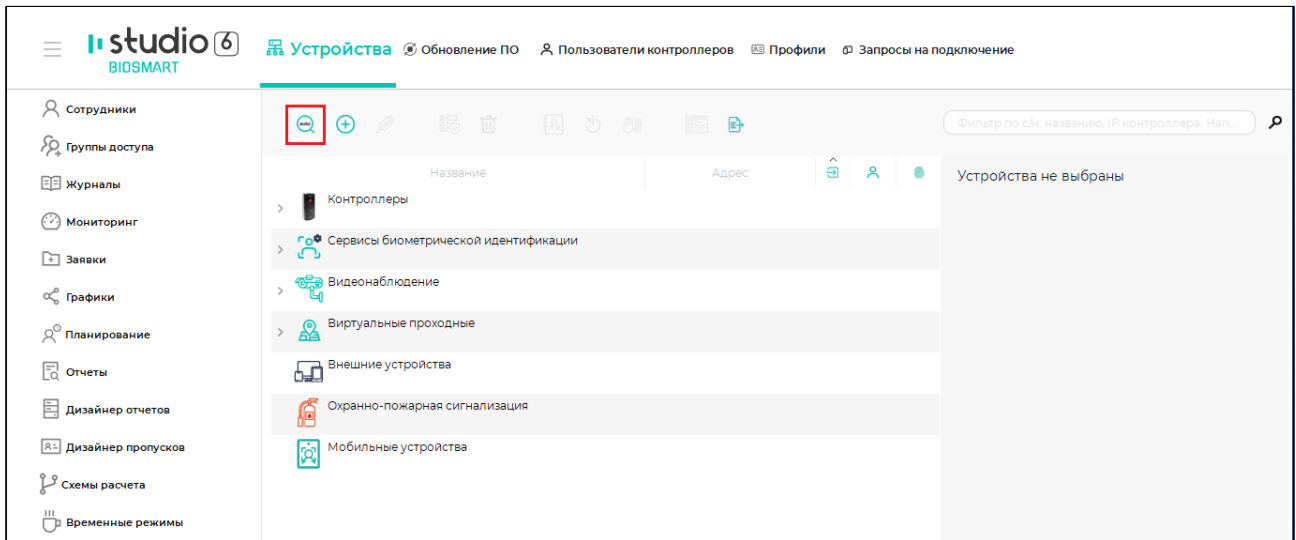 studio 6
BIOSMART
Устройства
Обновление ПО
Пользователи контроллеров
Профили
Запросы на подключение
Сотрудники
Группы доступа
Журналы
Мониторинг
Заявки
Графики
Планирование
Отчеты
Дизайнер отчетов
Дизайнер пропусков
Схемы расчета
Временные режимы
Фильтр по с/н, названию, IP контроллера. Нап...
Название
Адрес
Контроллеры
Сервисы биометрической идентификации
Видеонаблюдение
Виртуальные проходные
Внешние устройства
Охранно-пожарная сигнализация
Мобильные устройства
Устройства не выбраны